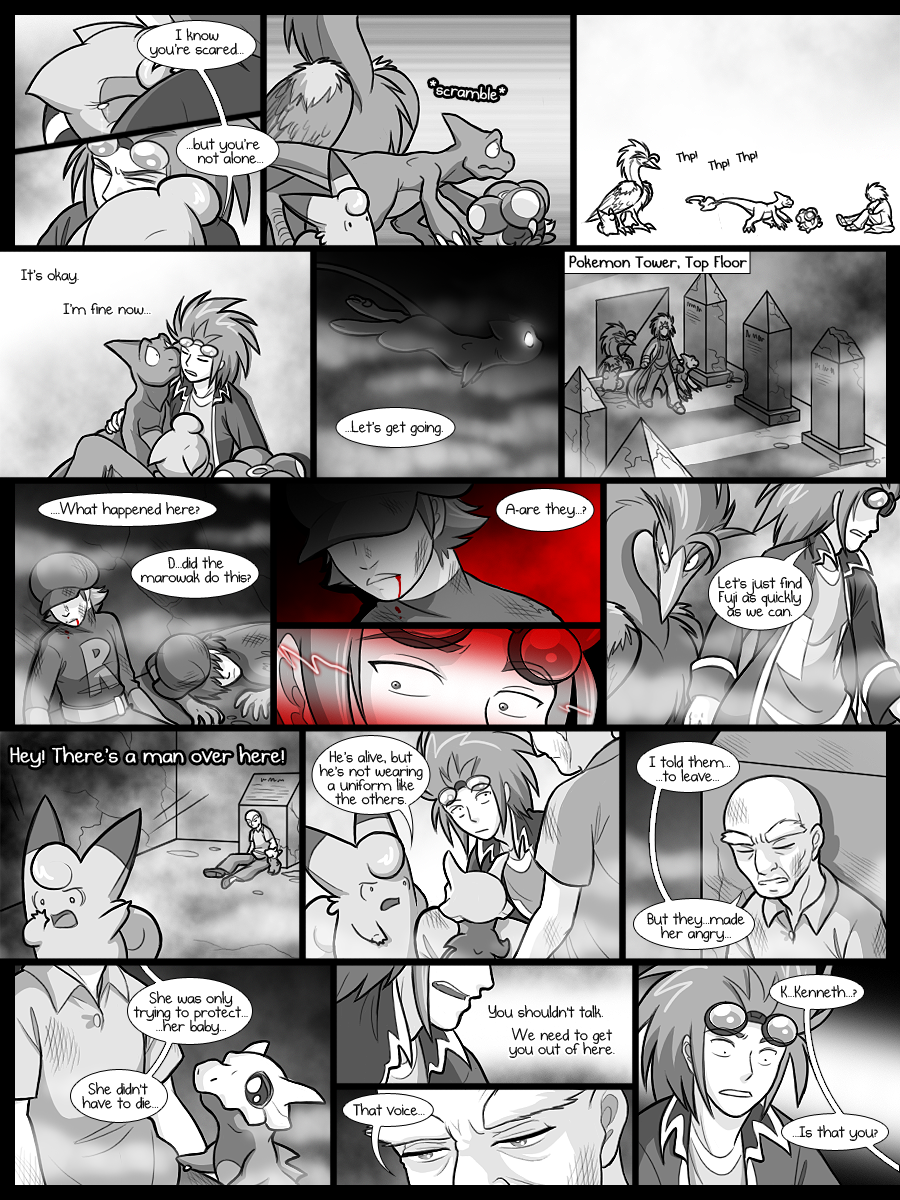 I know
you're scared...
...but you're
not alone...
*scramble*
Thp!
Thp!
Thp!
It's okay.
I'm fine now...
...Let's get going.
Pokemon Tower, Top Floor
....What happened here?
D...did the
marowak do this?
R
A-are they...?
Let's just find
Fuji as quickly
as we can.
Hey! There's a man over here!
He's alive, but
he's not wearing
a uniform like
the others.
I told them...
...to leave...
But they...made
her angry...
She was only
trying to protect...
...her baby...
She didn't
have to die...
You shouldn't talk.
We need to get
you out of here.
That voice...
K...Kenneth...?
...Is that you?